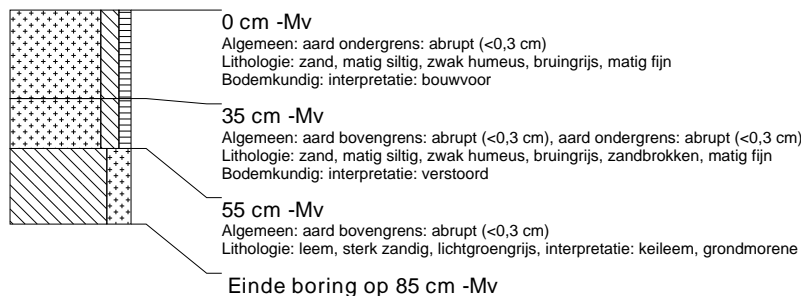 0 cm -Mv
Algemeen: aard ondergrens: abrupt (<0,3 cm)
Lithologie: zand, matig siltig, zwak humeus, bruingrijs, matig fijn
Bodemkundig: interpretatie: bouwvoor
35 cm -Mv
Algemeen: aard bovengrens: abrupt (<0,3 cm), aard ondergrens: abrupt (<0,3 cm)
Lithologie: zand, matig siltig, zwak humeus, bruingrijs, zandbrokken, matig fijn
Bodemkundig: interpretatie: verstoord
55 cm -Mv
Algemeen: aard bovengrens: abrupt (<0,3 cm)
Lithologie: leem, sterk zandig, lichtgroengrijs, interpretatie: keileem, grondmorene
Einde boring op 85 cm -Mv